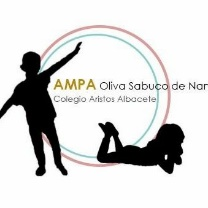 AMPA Oliva Sabuco de Nan
Colegio Aristos Albacete